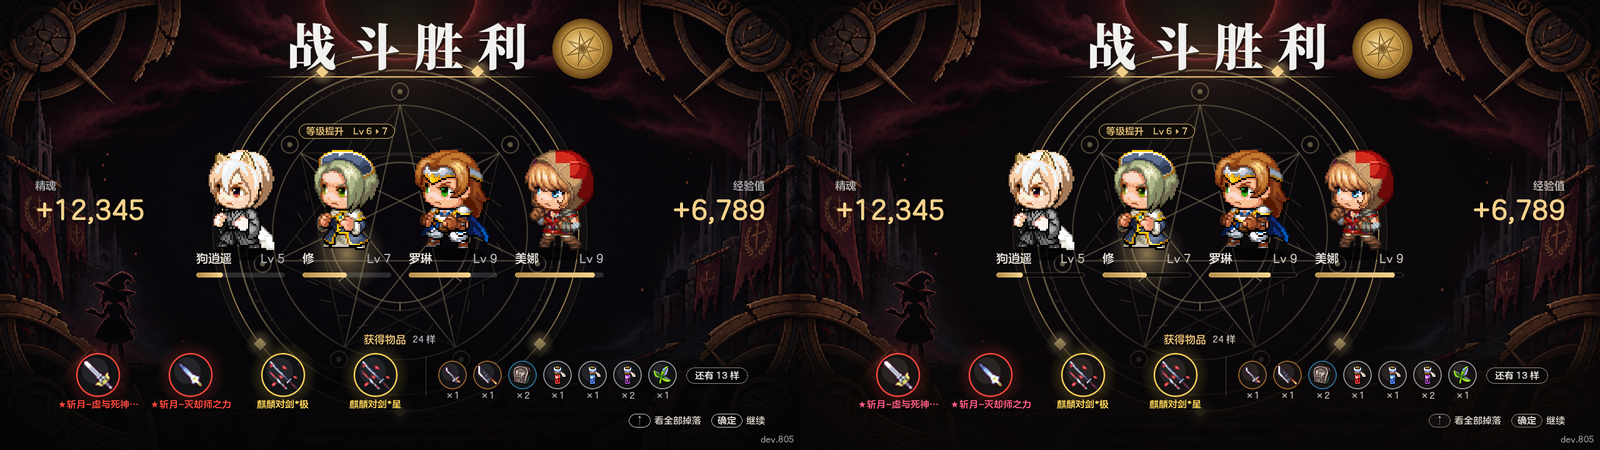 战斗胜利
等级提升 Lv 6 ▸ 7
精魂
+12,345
经验值
+6,789
狗逍遥 Lv 5
修 Lv 7
罗琳 Lv 9
美娜 Lv 9
获得物品 24 样
★斩月-虚与死神…
★斩月-灭却师之力
麒麟对剑*极
麒麟对剑*星
×1
×1
×2
×1
×1
×2
×1
还有 13 样
↑ 看全部掉落 确定 继续
dev.805
战斗胜利
等级提升 Lv 6 ▸ 7
精魂
+12,345
经验值
+6,789
狗逍遥 Lv 5
修 Lv 7
罗琳 Lv 9
美娜 Lv 9
获得物品 24 样
★斩月-虚与死神…
★斩月-灭却师之力
麒麟对剑*极
麒麟对剑*星
×1
×1
×2
×1
×1
×2
×1
还有 13 样
↑ 看全部掉落 确定 继续
dev.805